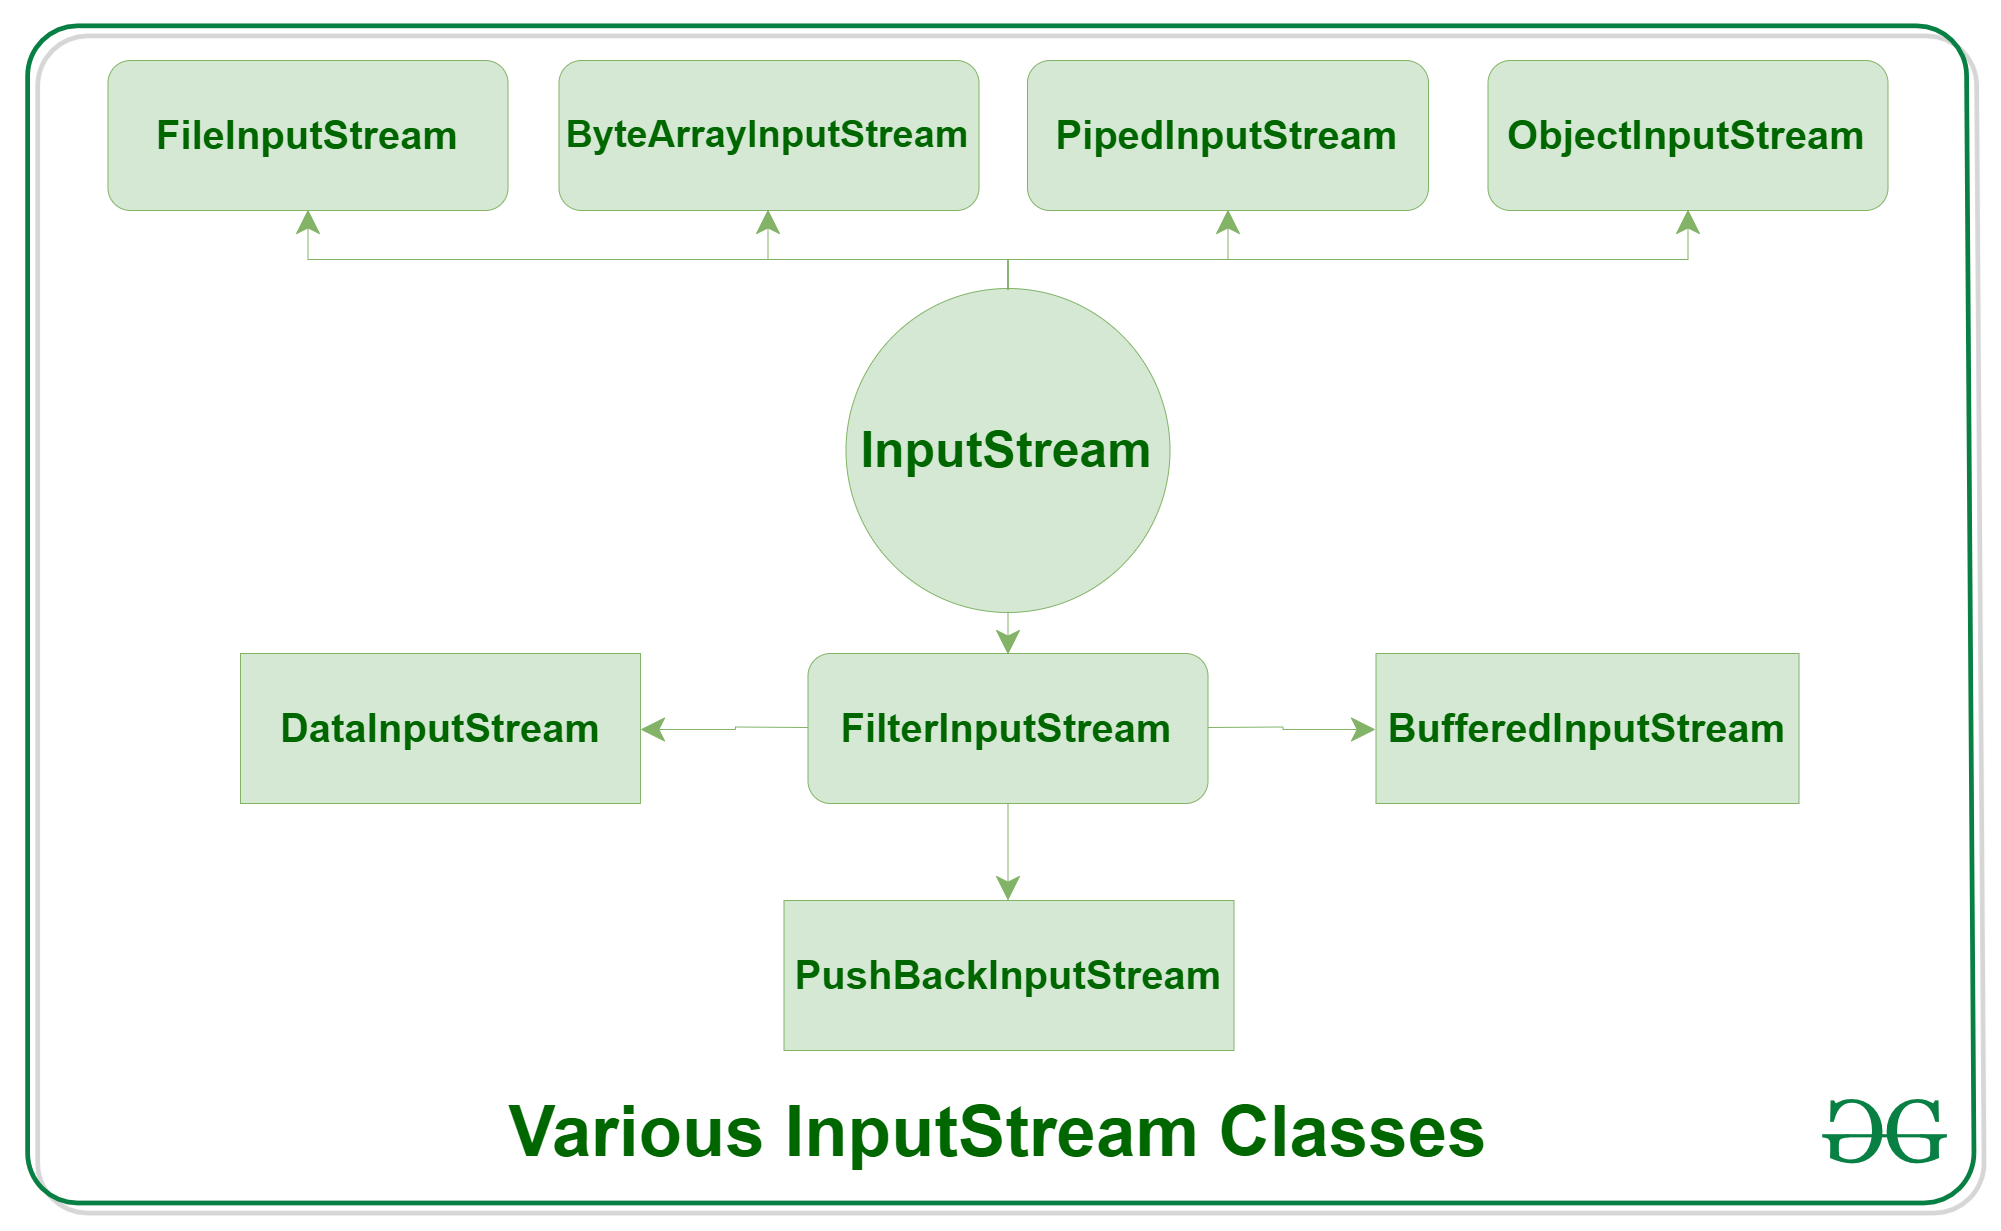 FileInputStream
ByteArrayInputStream
PipedInputStream
ObjectInputStream
InputStream
DataInputStream
FilterInputStream
BufferedInputStream
PushBackInputStream
Various InputStream Classes